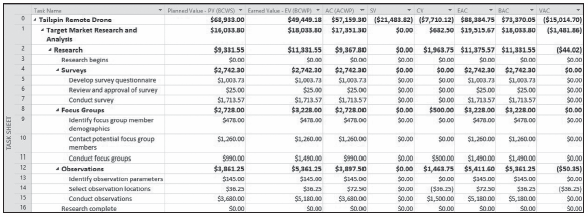 Task Name Planned Value - PV (BCWS) Earned Value - EV (BCWP) AC (ACWP) SV CV EAC BAC VAC
0 Tailpin Remote Drone $68,933.00 $49,449.18 $57,159.30 ($21,483.82) ($7,710.12) $88,384.75 $73,370.05 ($15,014.70)
1 Target Market Research and Analysis $16,033.80 $18,033.80 $17,351.30 $0.00 $682.50 $19,515.67 $18,033.80 ($1,481.86)
2 Research $9,331.55 $11,331.55 $9,367.80 $0.00 $1,963.75 $11,375.57 $11,331.55 ($44.02)
3 Research begins $0.00 $0.00 $0.00 $0.00 $0.00 $0.00 $0.00 $0.00
4 Surveys $2,742.30 $2,742.30 $2,742.30 $0.00 $0.00 $2,742.30 $2,742.30 $0.00
5 Develop survey questionnaire $1,003.73 $1,003.73 $1,003.73 $0.00 $0.00 $1,003.73 $1,003.73 $0.00
6 Review and approval of survey $25.00 $25.00 $25.00 $0.00 $0.00 $25.00 $25.00 $0.00
7 Conduct survey $1,713.57 $1,713.57 $1,713.57 $0.00 $0.00 $1,713.57 $1,713.57 $0.00
8 Focus Groups $2,728.00 $3,228.00 $2,728.00 $0.00 $500.00 $3,228.00 $3,228.00 $0.00
9 Identify focus group member demographics $478.00 $478.00 $478.00 $0.00 $0.00 $478.00 $478.00 $0.00
10 Contact potential focus group members $1,260.00 $1,260.00 $1,260.00 $0.00 $0.00 $1,260.00 $1,260.00 $0.00
11 Conduct focus groups $990.00 $1,490.00 $990.00 $0.00 $500.00 $1,490.00 $1,490.00 $0.00
12 Observations $3,861.25 $5,361.25 $3,897.50 $0.00 $1,463.75 $5,411.60 $5,361.25 ($50.35)
13 Identify observation parameters $145.00 $145.00 $145.00 $0.00 $0.00 $145.00 $145.00 $0.00
14 Select observation locations $36.25 $36.25 $72.50 $0.00 ($36.25) $72.50 $36.25 ($36.25)
15 Conduct observations $3,680.00 $5,180.00 $3,680.00 $0.00 $1,500.00 $5,180.00 $5,180.00 $0.00
16 Research complete $0.00 $0.00 $0.00 $0.00 $0.00 $0.00 $0.00 $0.00
TASK SHEET